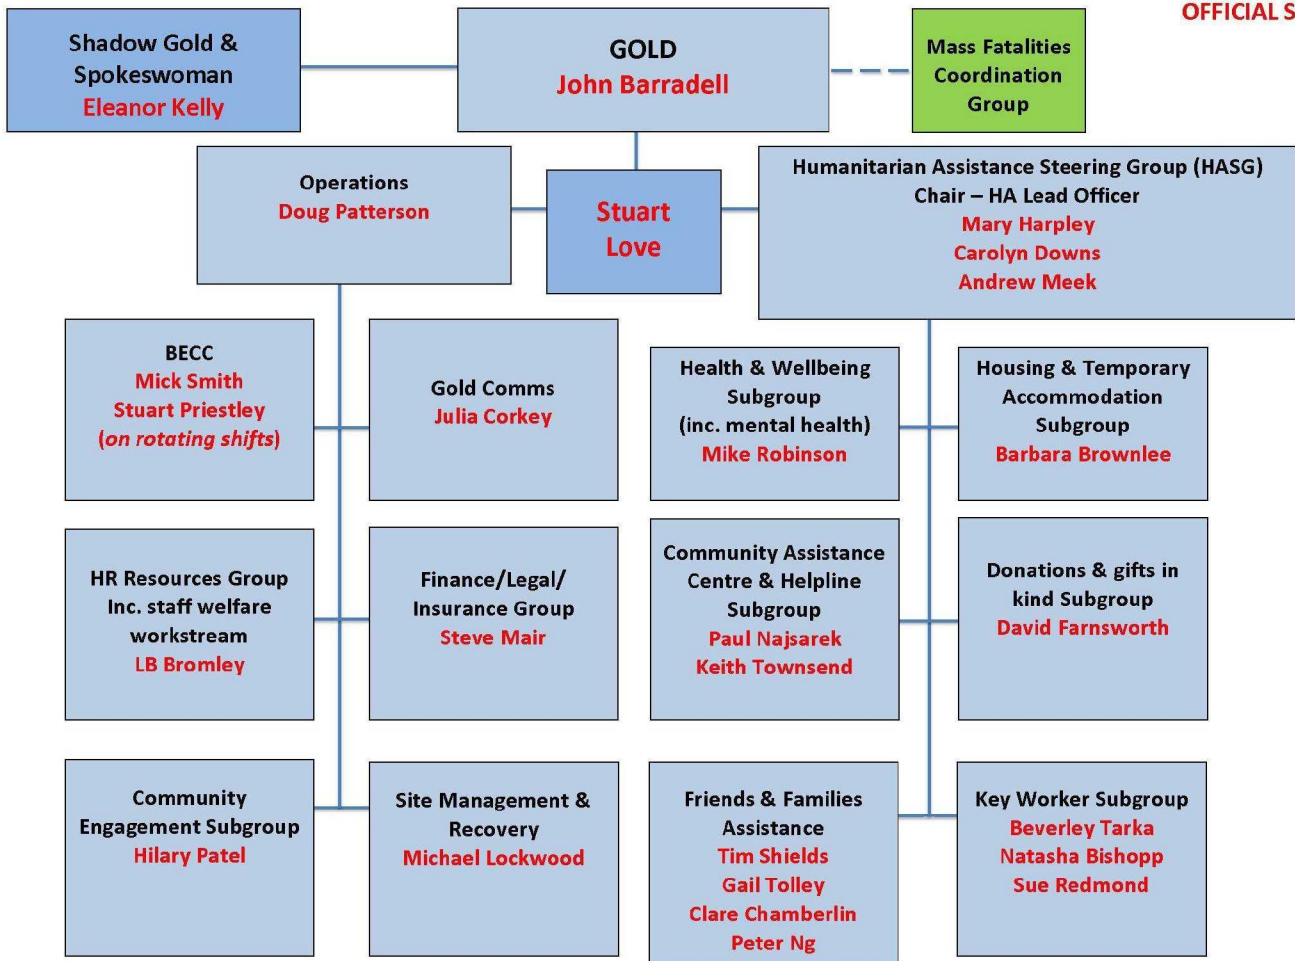 OFFICIAL S
Shadow Gold &
Spokeswoman
Eleanor Kelly
GOLD
John Barradell
Mass Fatalities
Coordination
Group
Operations
Doug Patterson
Stuart
Love
Humanitarian Assistance Steering Group (HASG)
Chair – HA Lead Officer
Mary Harpley
Carolyn Downs
Andrew Meek
BECC
Mick Smith
Stuart Priestley
(on rotating shifts)
Gold Comms
Julia Corkey
Health & Wellbeing
Subgroup
(inc. mental health)
Mike Robinson
Housing & Temporary
Accommodation
Subgroup
Barbara Brownlee
HR Resources Group
Inc. staff welfare
workstream
LB Bromley
Finance/Legal/
Insurance Group
Steve Mair
Community Assistance
Centre & Helpline
Subgroup
Paul Najsarek
Keith Townsend
Donations & gifts in
kind Subgroup
David Farnsworth
Community
Engagement Subgroup
Hilary Patel
Site Management &
Recovery
Michael Lockwood
Friends & Families
Assistance
Tim Shields
Gail Tolley
Clare Chamberlin
Peter Ng
Key Worker Subgroup
Beverley Tarka
Natasha Bishopp
Sue Redmond